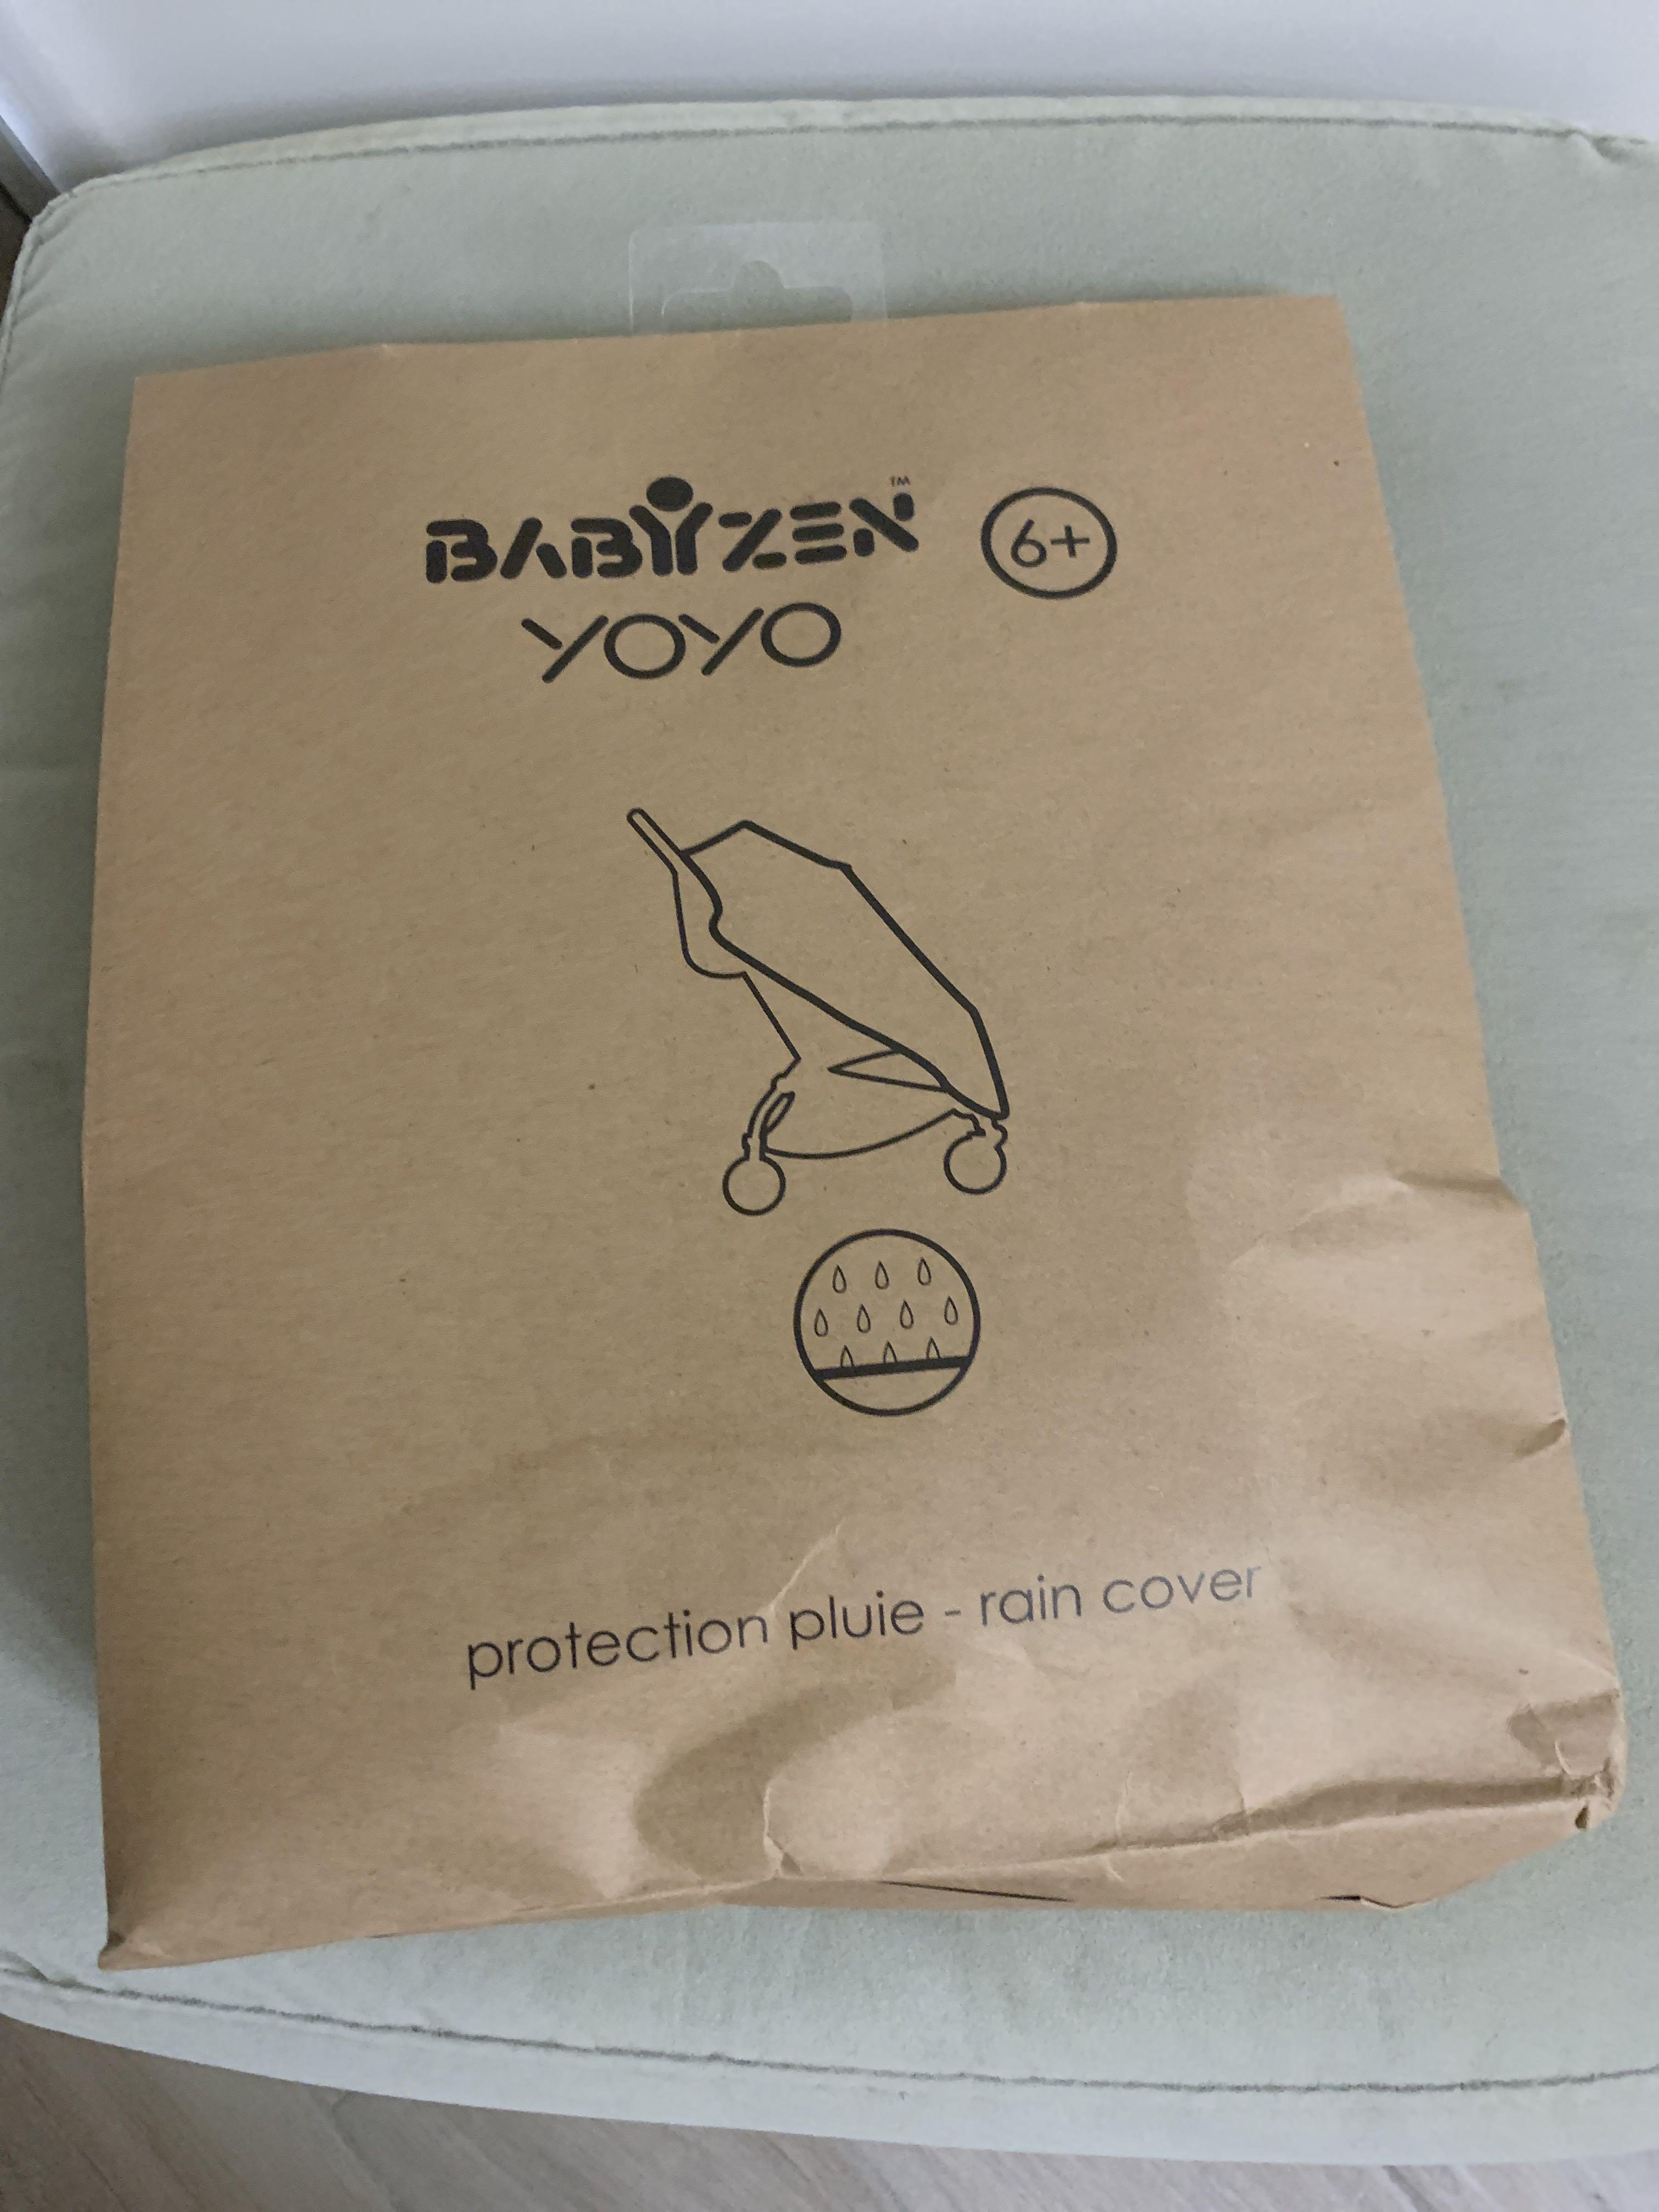 BABYZEN™ 6+
YOYO
protection pluie - rain cover